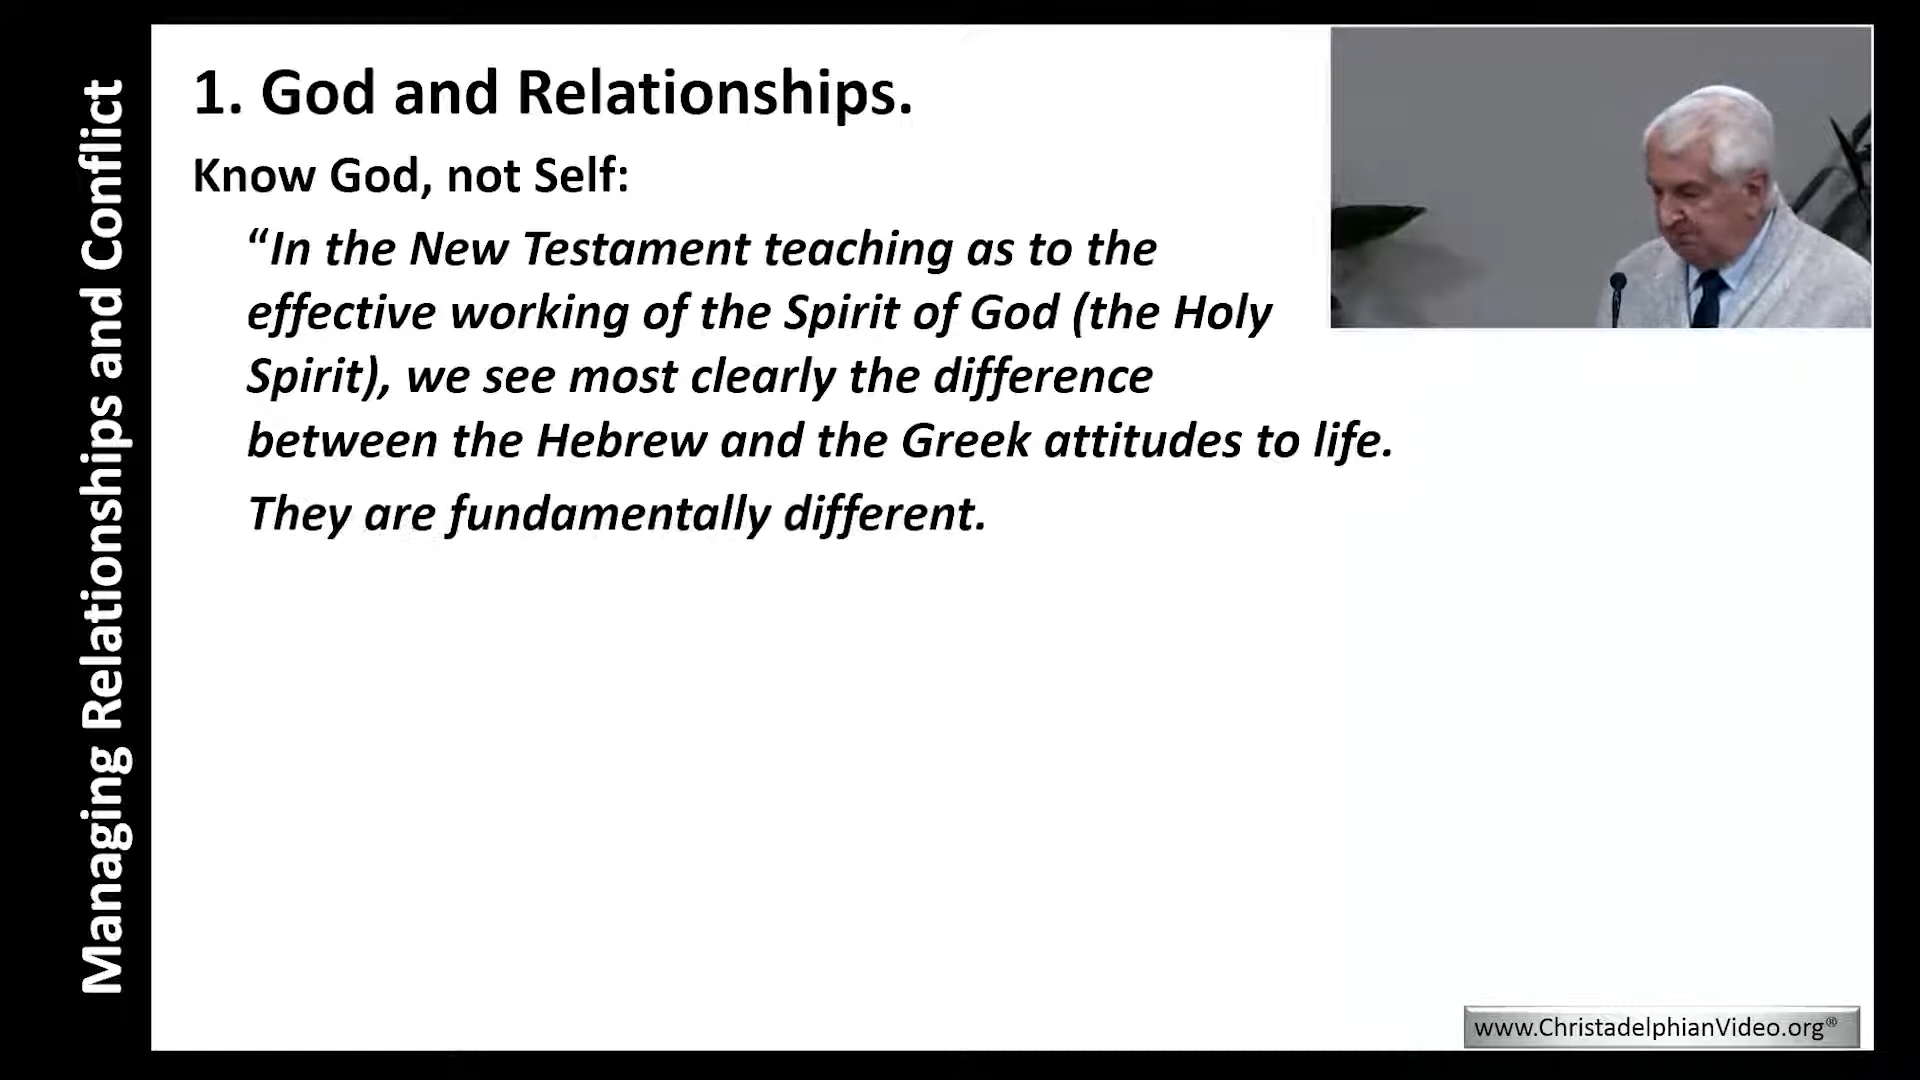 Managing Relationships and Conflict
1. God and Relationships.
Know God, not Self:
“In the New Testament teaching as to the
effective working of the Spirit of God (the Holy
Spirit), we see most clearly the difference
between the Hebrew and the Greek attitudes to life.
They are fundamentally different.
www.ChristadelphianVideo.org®